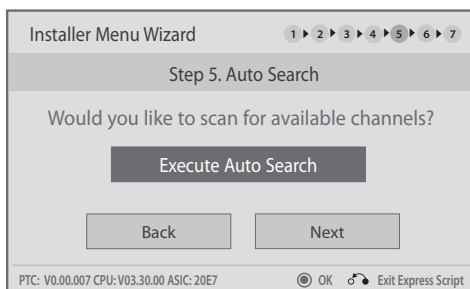 Installer Menu Wizard 1 2 3 4 5 6 7
Step 5. Auto Search
Would you like to scan for available channels?
Execute Auto Search
Back Next
PTC: V0.00.007 CPU: V03.30.00 ASIC: 20E7 OK Exit Express Script